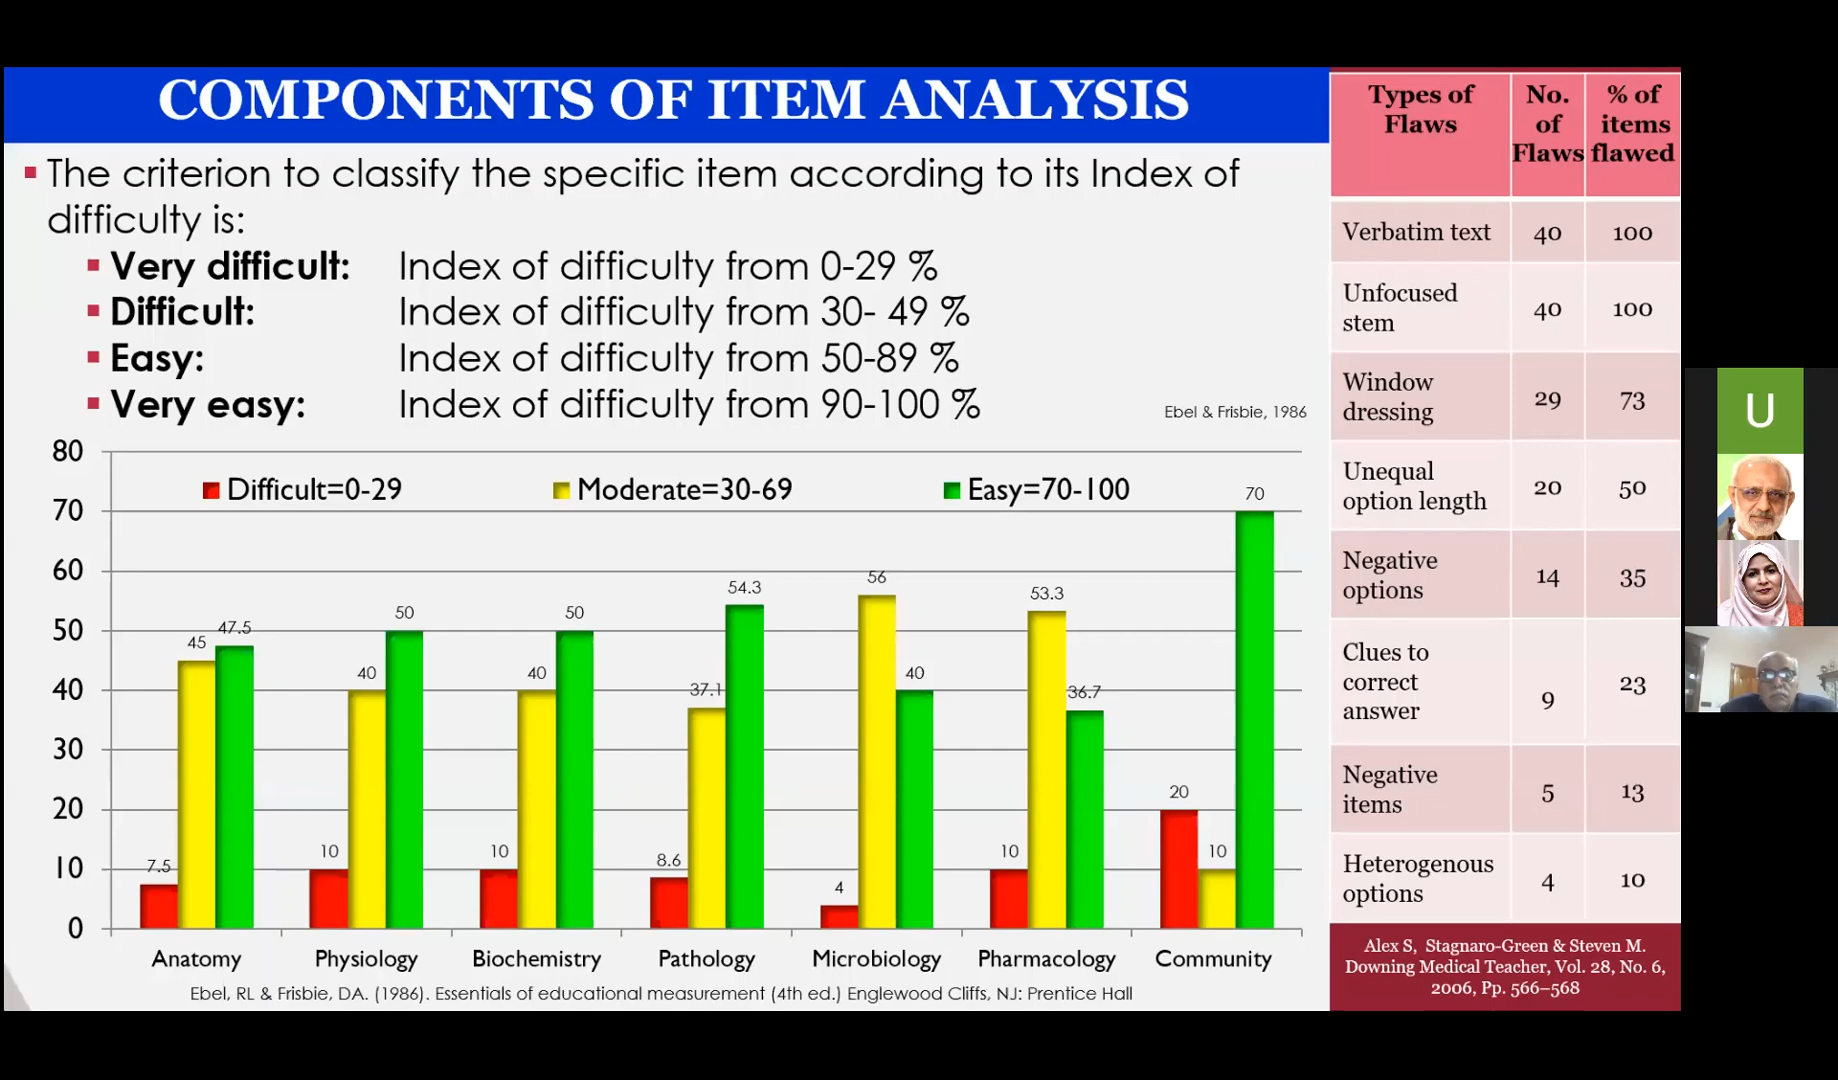 COMPONENTS OF ITEM ANALYSIS
The criterion to classify the specific item according to its Index of
difficulty is:
Very difficult: Index of difficulty from 0-29 %
Difficult: Index of difficulty from 30- 49 %
Easy: Index of difficulty from 50-89 %
Very easy: Index of difficulty from 90-100 %
Ebel & Frisbie, 1986
80
70
60
50
40
30
20
10
0
Difficult=0-29 Moderate=30-69 Easy=70-100
7.5 45 47.5
10 40 50
10 40 50
8.6 37.1 54.3
4 56 40
10 53.3 36.7
20 10 70
Anatomy Physiology Biochemistry Pathology Microbiology Pharmacology Community
Ebel, RL & Frisbie, DA. (1986). Essentials of educational measurement (4th ed.) Englewood Cliffs, NJ: Prentice Hall
Types of Flaws No. of Flaws % of items flawed
Verbatim text 40 100
Unfocused stem 40 100
Window dressing 29 73
Unequal option length 20 50
Negative options 14 35
Clues to correct answer 9 23
Negative items 5 13
Heterogenous options 4 10
Alex S, Stagnaro-Green & Steven M.
Downing Medical Teacher, Vol. 28, No. 6,
2006, Pp. 566–568
U